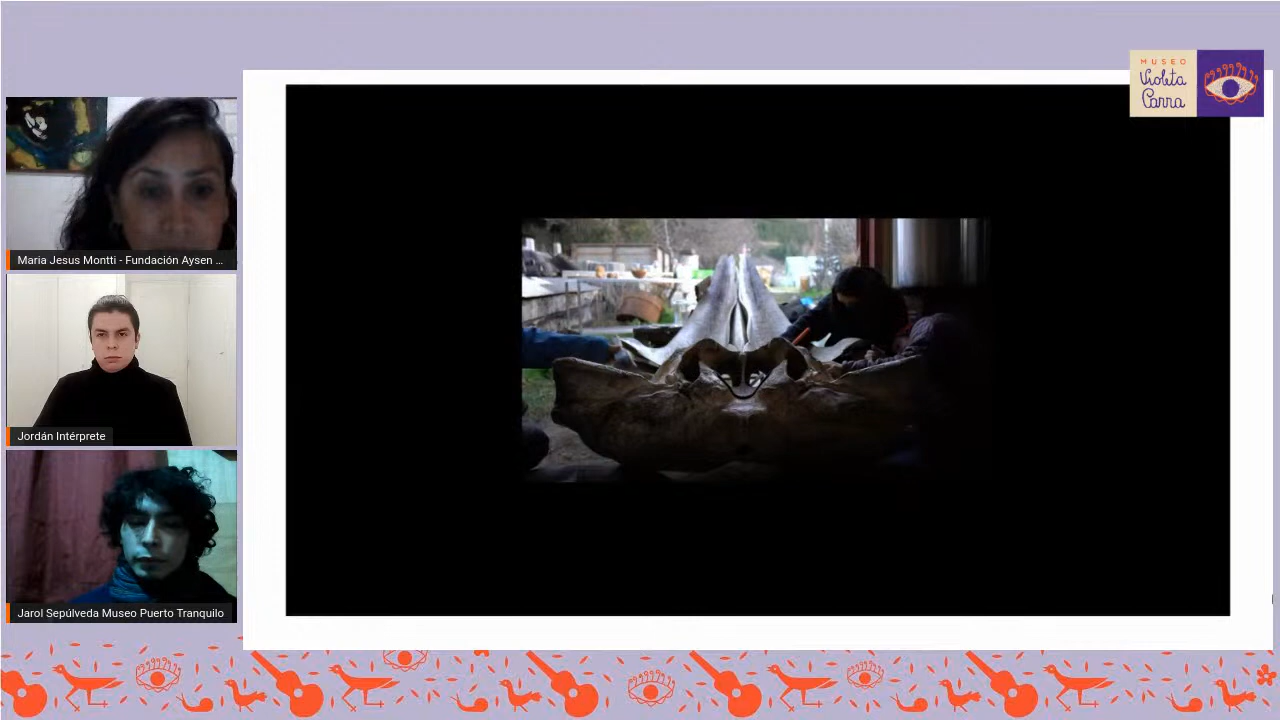 MUSEO
Violeta
Parra
Maria Jesus Montti - Fundación Aysen ...
Jordán Intérprete
Jarol Sepúlveda Museo Puerto Tranquilo